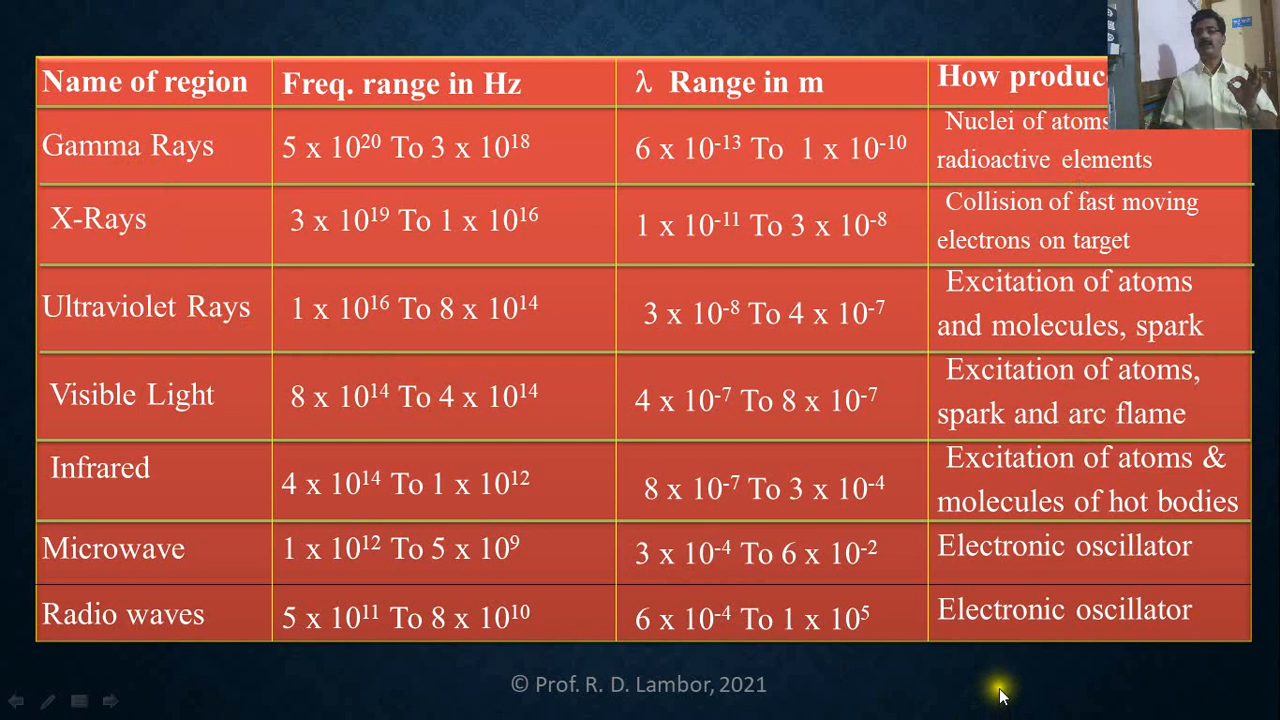 Name of region Freq. range in Hz λ Range in m How produc
Gamma Rays 5 x 10²⁰ To 3 x 10¹⁸ 6 x 10⁻¹³ To 1 x 10⁻¹⁰ Nuclei of atoms
radioactive elements
X-Rays 3 x 10¹⁹ To 1 x 10¹⁶ 1 x 10⁻¹¹ To 3 x 10⁻⁸ Collision of fast moving
electrons on target
Ultraviolet Rays 1 x 10¹⁶ To 8 x 10¹⁴ 3 x 10⁻⁸ To 4 x 10⁻⁷ Excitation of atoms
and molecules, spark
Visible Light 8 x 10¹⁴ To 4 x 10¹⁴ 4 x 10⁻⁷ To 8 x 10⁻⁷ Excitation of atoms,
spark and arc flame
Infrared 4 x 10¹⁴ To 1 x 10¹² 8 x 10⁻⁷ To 3 x 10⁻⁴ Excitation of atoms &
molecules of hot bodies
Microwave 1 x 10¹² To 5 x 10⁹ 3 x 10⁻⁴ To 6 x 10⁻² Electronic oscillator
Radio waves 5 x 10¹¹ To 8 x 10¹⁰ 6 x 10⁻⁴ To 1 x 10⁵ Electronic oscillator
© Prof. R. D. Lambor, 2021